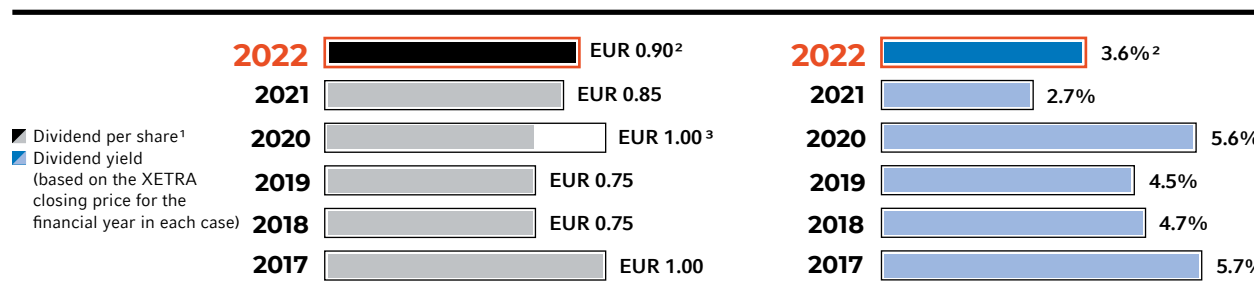 2022 EUR 0.90² 2022 3.6%²
2021 EUR 0.85 2021 2.7%
2020 EUR 1.00³ 2020 5.6%
2019 EUR 0.75 2019 4.5%
2018 EUR 0.75 2018 4.7%
2017 EUR 1.00 2017 5.7%
Dividend per share¹
Dividend yield
(based on the XETRA
closing price for the
financial year in each case)